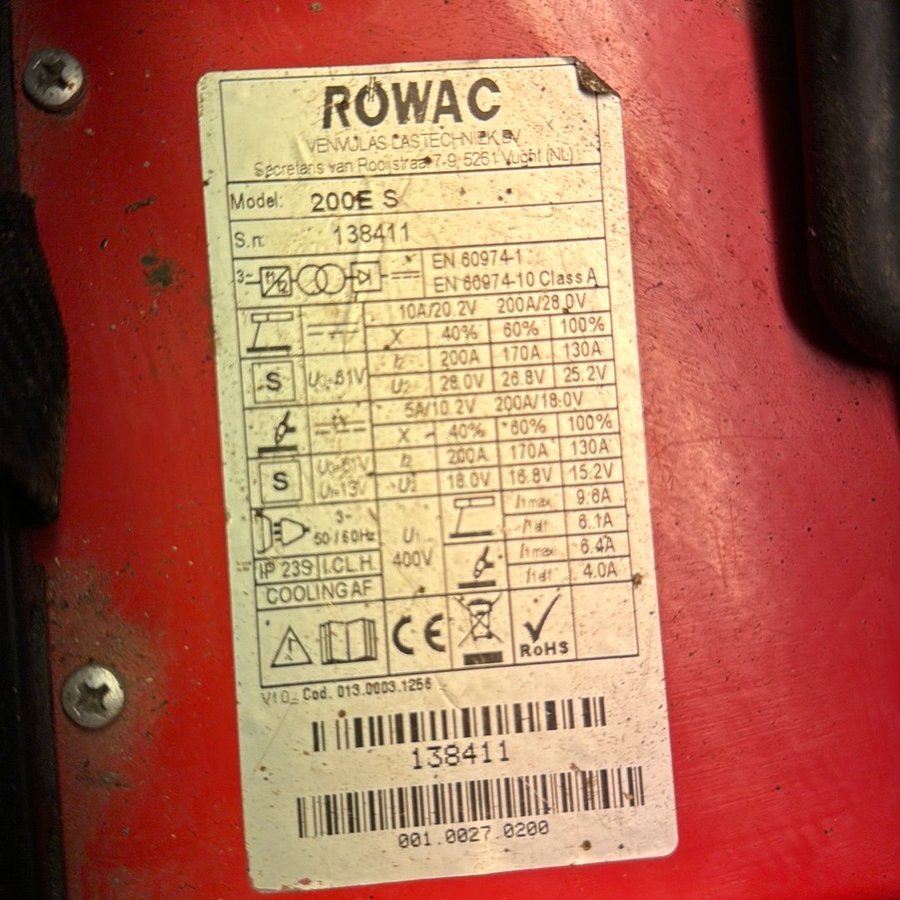 ROWAC
VENVULAS LASTECHNIEK BV
Secretaris van Rooijstraat 7-9, 5261 Vught (NL)
Model: 200E S
S.n: 138411
3~ f1/f2 EN 60974-1
EN 60974-10 Class A
10A/20.2V 200A/28.0V
X 40% 60% 100%
I2 200A 170A 130A
S U0-61V U2 28.0V 26.8V 25.2V
5A/10.2V 200A/18.0V
X 40% 60% 100%
I2 200A 170A 130A
S U0-61V U2 18.0V 16.8V 15.2V
Ur-13V
3~ 50/60Hz U1 400V I1max 9.6A
I1eff 6.1A
I1max 6.4A
IP 23S I.CL.H. I1eff 4.0A
COOLING AF
CE RoHS
V1.0 Cod. 013.0003.1256
138411
001.0027.0200